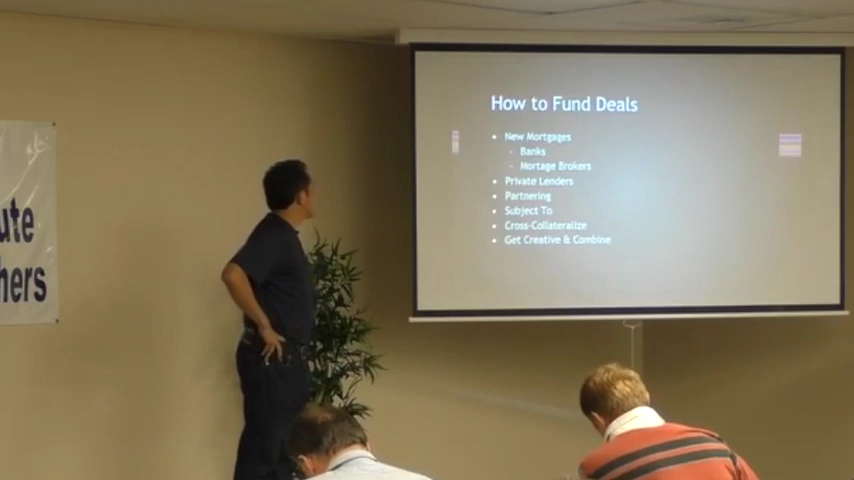 ute
hers
How to Fund Deals
New Mortgages
Banks
Mortage Brokers
Private Lenders
Partnering
Subject To
Cross-Collateralize
Get Creative & Combine